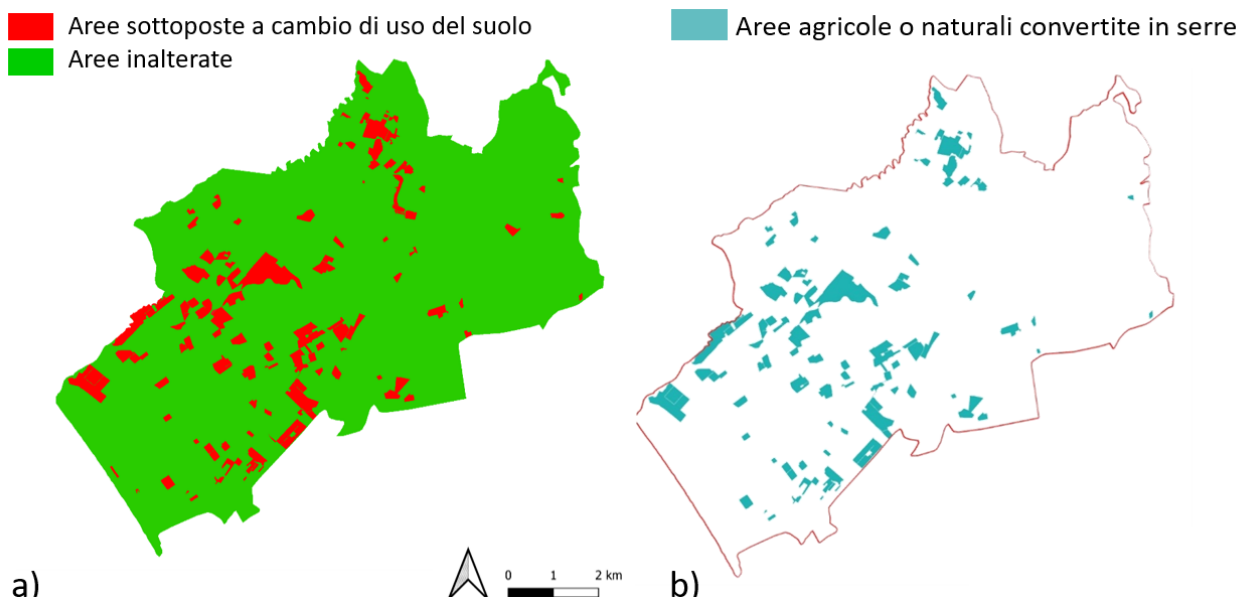 Aree sottoposte a cambio di uso del suolo
Aree inalterate
Aree agricole o naturali convertite in serre
a)
0 1 2 km
b)